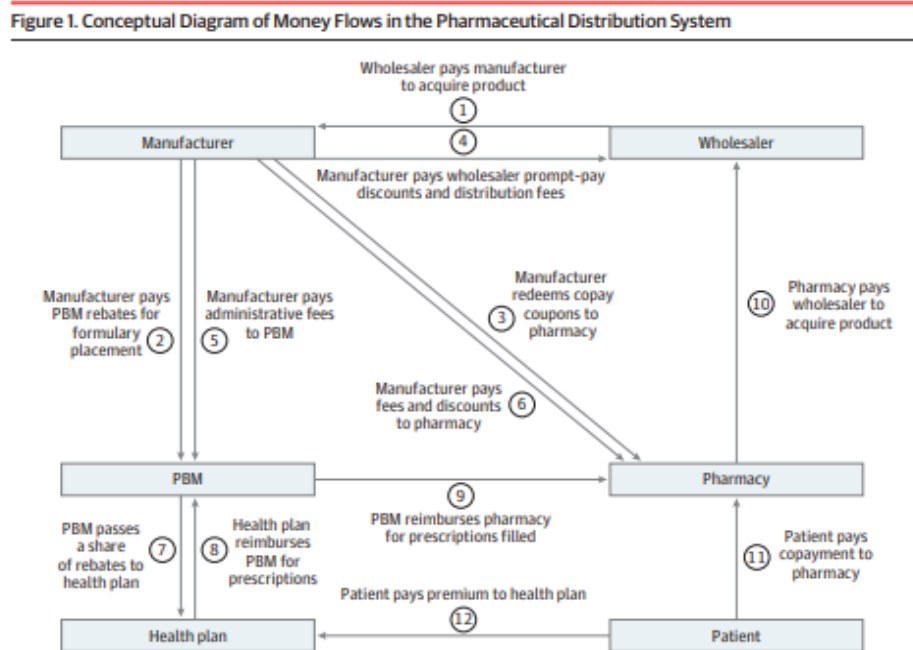 Figure 1. Conceptual Diagram of Money Flows in the Pharmaceutical Distribution System
Wholesaler pays manufacturer
to acquire product
1
Manufacturer
4
Wholesaler
Manufacturer pays wholesaler prompt-pay
discounts and distribution fees
Manufacturer pays
PBM rebates for
formulary
placement
2
5
Manufacturer pays
administrative fees
to PBM
Manufacturer
redeems copay
coupons to
pharmacy
3
10
Pharmacy pays
wholesaler to
acquire product
Manufacturer pays
fees and discounts
to pharmacy
6
PBM
Pharmacy
9
PBM reimburses pharmacy
for prescriptions filled
PBM passes
a share
of rebates to
health plan
7
8
Health plan
reimburses
PBM for
prescriptions
11
Patient pays
copayment to
pharmacy
Patient pays premium to health plan
12
Health plan
Patient